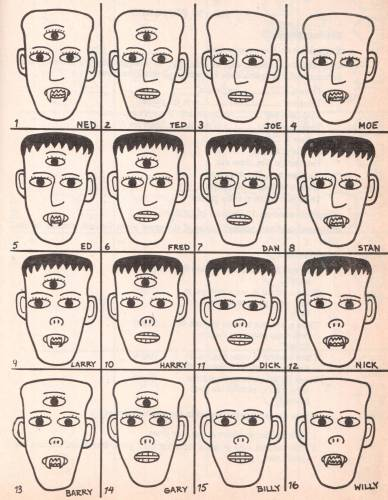 1 NED 2 TED 3 JOE 4 MOE
5 ED 6 FRED 7 DAN 8 STAN
9 LARRY 10 HARRY 11 DICK 12 NICK
13 BARRY 14 GARY 15 BILLY 16 WILLY